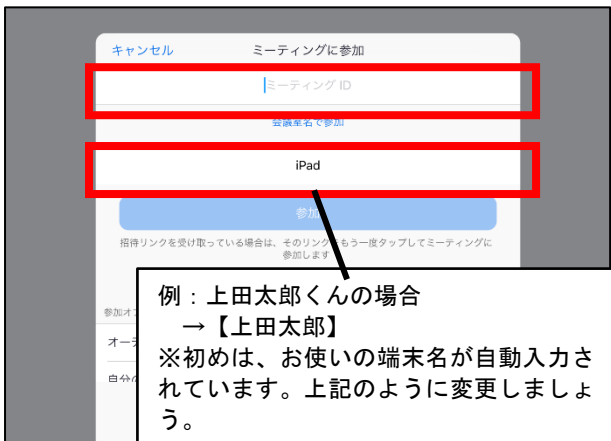 キャンセル ミーティングに参加
ミーティング ID
会議室名で参加
iPad
参加
招待リンクを受け取っている場合は、そのリンクをもう一度タップしてミーティングに
参加します
例：上田太郎くんの場合
→【上田太郎】
※初めは、お使いの端末名が自動入力さ
れています。上記のように変更しましょ
う。
参加オ
オーデ
自分の